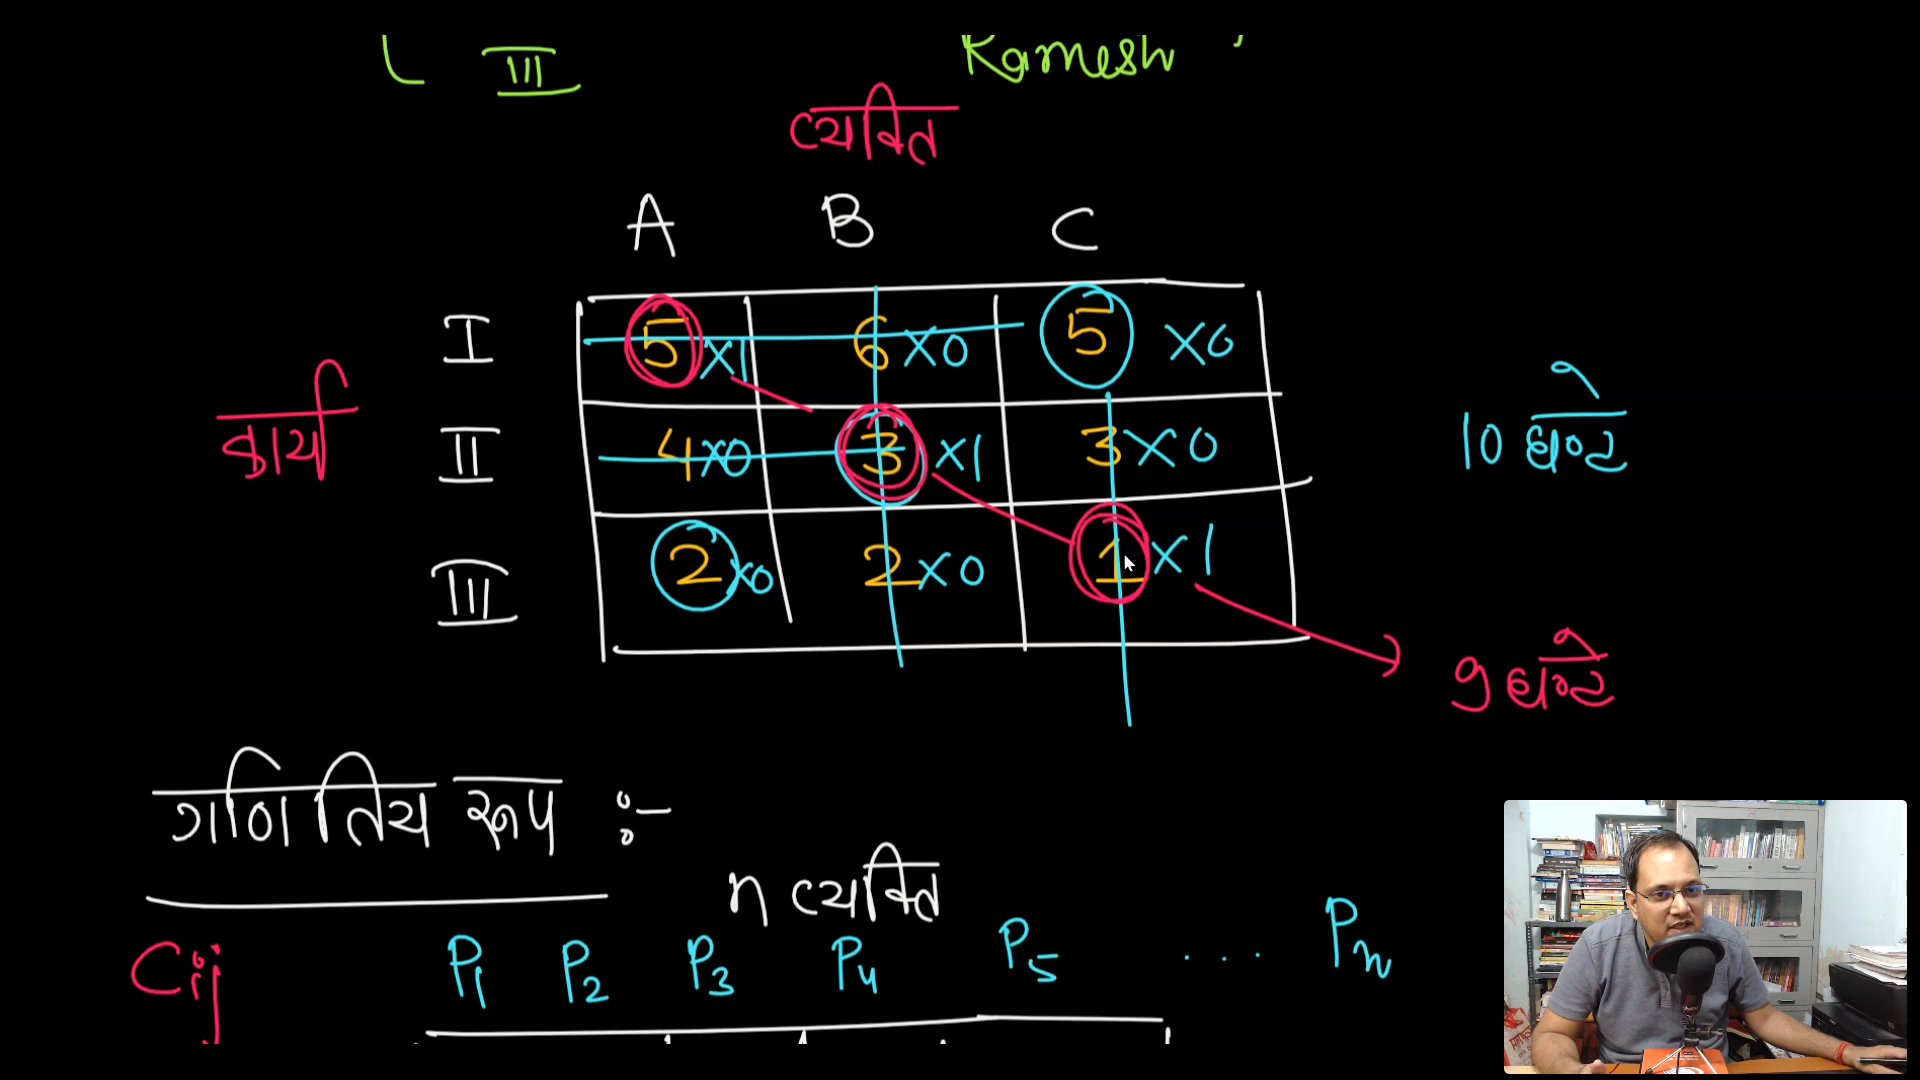 III Ramesh
व्यक्ति
A B C
I 5 x1 6 x0 5 x0
कार्य II 4 x0 3 x1 3 x0 10 घण्टे
III 2 x0 2 x0 1 x1
9 घण्टे
गणितिय रूप :-
n व्यक्ति
Cij P1 P2 P3 P4 P5 ... Pn